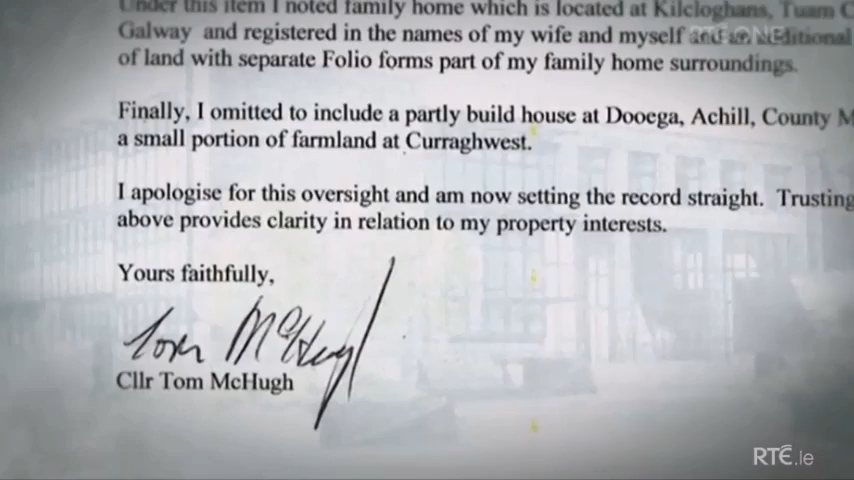 Under this item I noted family home which is located at Kilcloghans, Tuam C
Galway and registered in the names of my wife and myself and an additional
of land with separate Folio forms part of my family home surroundings.
Finally, I omitted to include a partly build house at Dooega, Achill, County M
a small portion of farmland at Curraghwest.
I apologise for this oversight and am now setting the record straight. Trusting
above provides clarity in relation to my property interests.
Yours faithfully,
Tom McHugh
Cllr Tom McHugh
RTÉ.ie